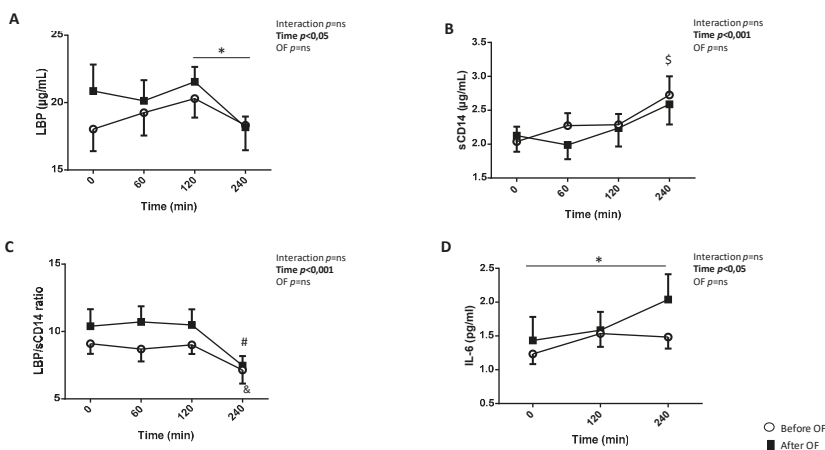 A
Interaction p=ns
Time p<0,05
OF p=ns
*
LBP (µg/mL)
25
20
15
0
60
120
240
Time (min)
B
Interaction p=ns
Time p<0,001
OF p=ns
$
sCD14 (µg/mL)
3.5
3.0
2.5
2.0
1.5
0
60
120
240
Time (min)
C
Interaction p=ns
Time p<0,001
OF p=ns
LBP/sCD14 ratio
15
10
5
#
&
0
60
120
240
Time (min)
D
Interaction p=ns
Time p<0,05
OF p=ns
*
IL-6 (pg/ml)
2.5
2.0
1.5
1.0
0.5
0
120
240
Time (min)
Before OF
After OF